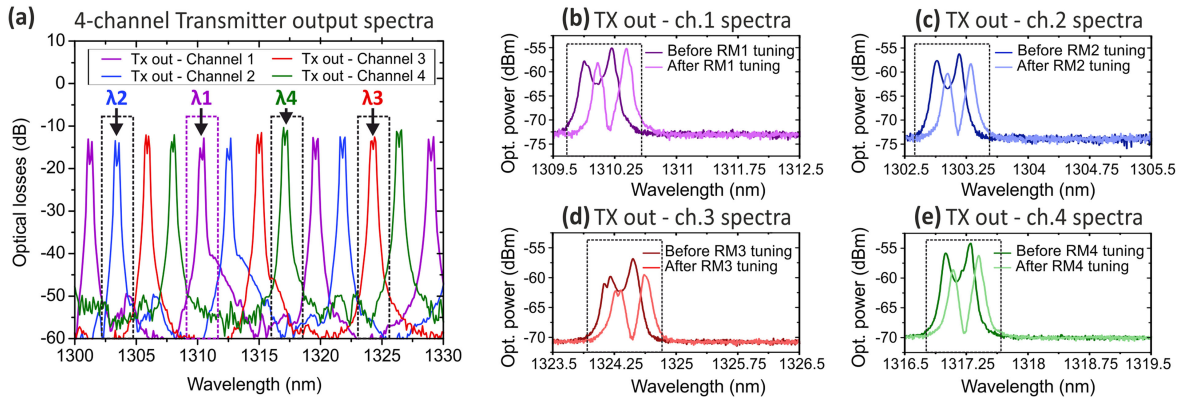 (a) 4-channel Transmitter output spectra
Optical losses (dB)
10
0
-10
-20
-30
-40
-50
-60
Tx out - Channel 1
Tx out - Channel 3
Tx out - Channel 2
Tx out - Channel 4
λ2
λ1
λ4
λ3
1300
1305
1310
1315
1320
1325
1330
Wavelength (nm)
(b) TX out - ch.1 spectra
Opt. power (dBm)
-55
-60
-65
-70
-75
Before RM1 tuning
After RM1 tuning
1309.5
1310.25
1311
1311.75
1312.5
Wavelength (nm)
(c) TX out - ch.2 spectra
Opt. power (dBm)
-55
-60
-65
-70
-75
Before RM2 tuning
After RM2 tuning
1302.5
1303.25
1304
1304.75
1305.5
Wavelength (nm)
(d) TX out - ch.3 spectra
Opt. power (dBm)
-55
-60
-65
-70
Before RM3 tuning
After RM3 tuning
1323.5
1324.25
1325
1325.75
1326.5
Wavelength (nm)
(e) TX out - ch.4 spectra
Opt. power (dBm)
-55
-60
-65
-70
Before RM4 tuning
After RM4 tuning
1316.5
1317.25
1318
1318.75
1319.5
Wavelength (nm)